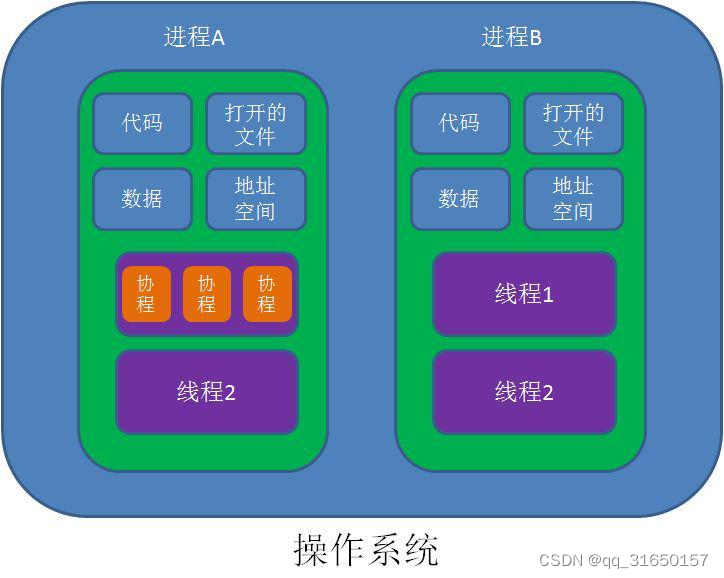 进程A
进程B
代码
打开的
文件
代码
打开的
文件
数据
地址
空间
数据
地址
空间
协
程
协
程
协
程
线程1
线程2
线程2
操作系统
CSDN @qq_31650157